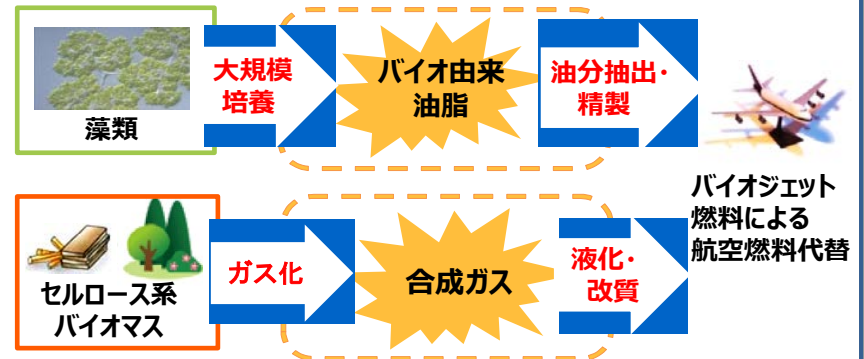 藻類
大規模
培養
バイオ由来
油脂
油分抽出・
精製
セルロース系
バイオマス
ガス化
合成ガス
液化・
改質
バイオジェット
燃料による
航空燃料代替